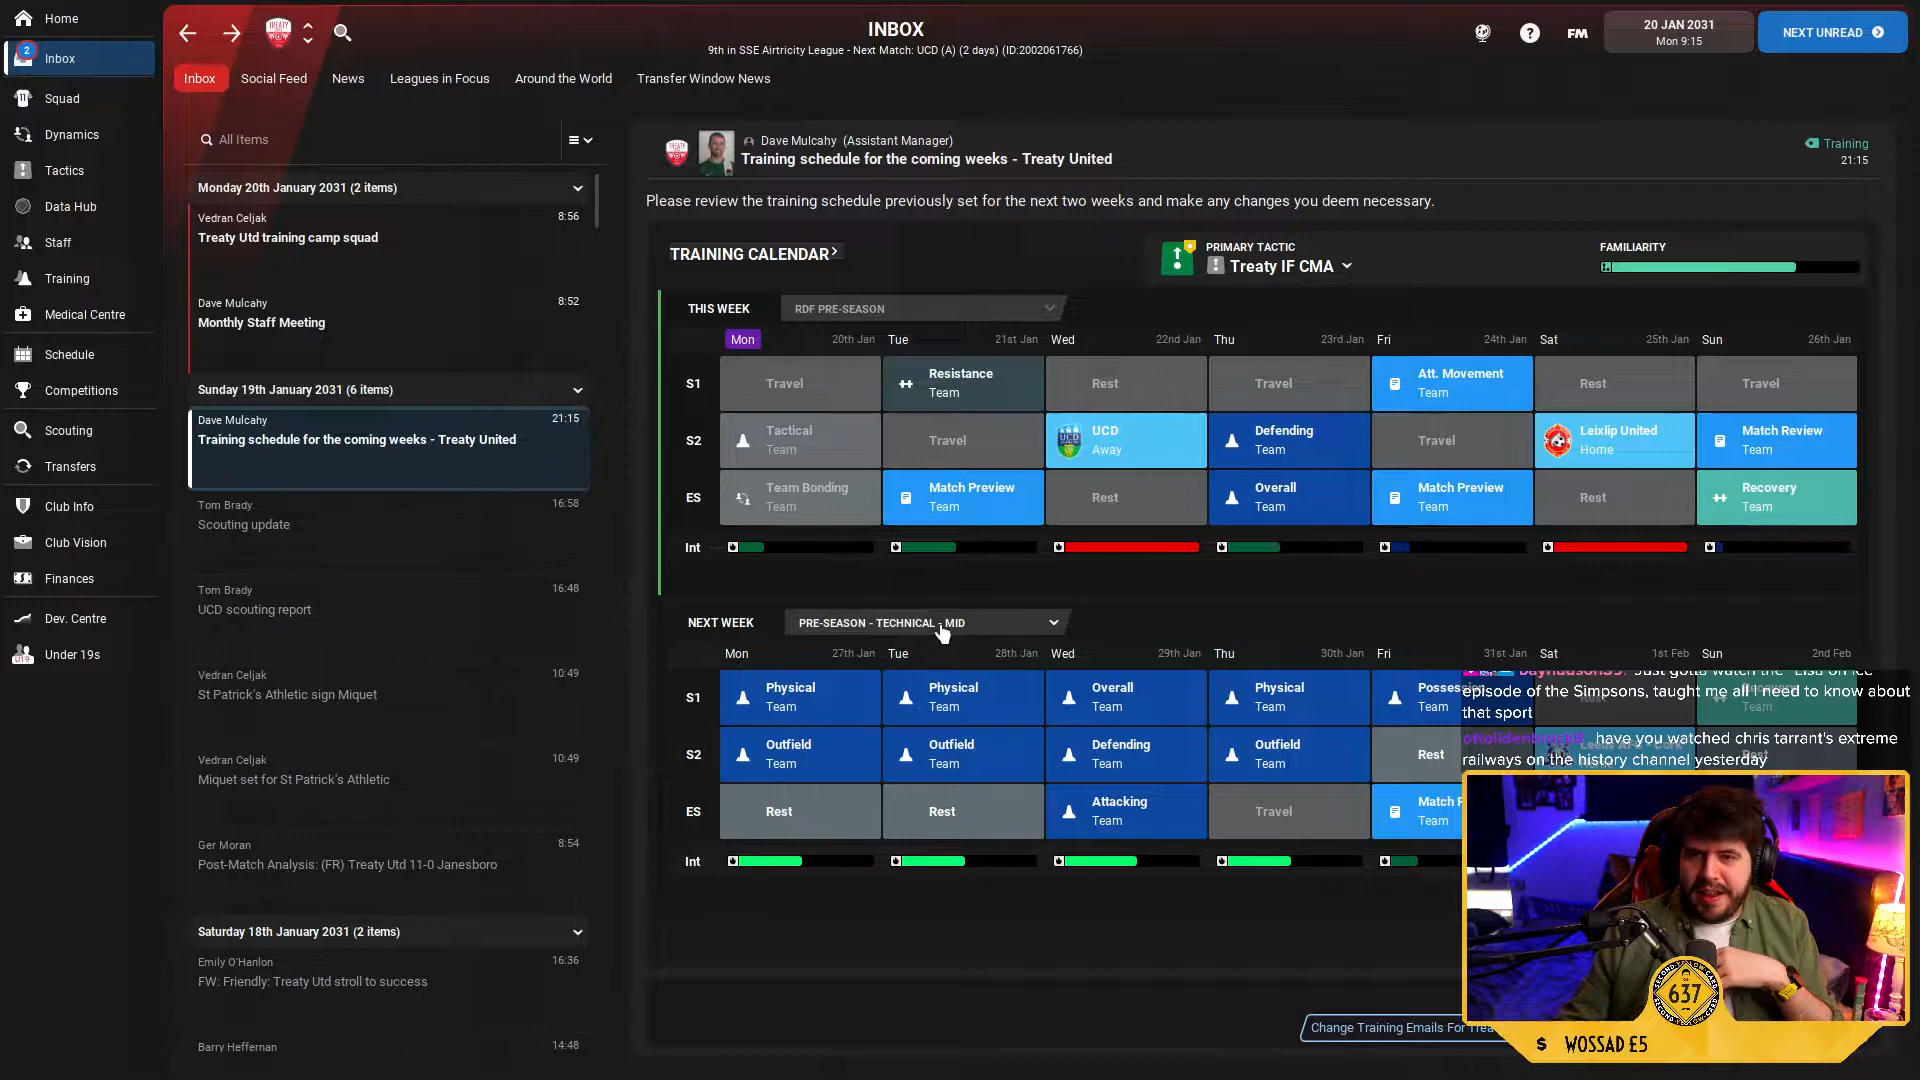 Home
2
Inbox
Squad
Dynamics
Tactics
Data Hub
Staff
Training
Medical Centre
Schedule
Competitions
Scouting
Transfers
Club Info
Club Vision
Finances
Dev. Centre
U19
Under 19s
INBOX
9th in SSE Airtricity League - Next Match: UCD (A) (2 days) (ID:2002061766)
FM
20 JAN 2031
Mon 9:15
NEXT UNREAD
Inbox
Social Feed
News
Leagues in Focus
Around the World
Transfer Window News
All Items
Monday 20th January 2031 (2 items)
Vedran Celjak 8:56
Treaty Utd training camp squad
Dave Mulcahy 8:52
Monthly Staff Meeting
Sunday 19th January 2031 (6 items)
Dave Mulcahy 21:15
Training schedule for the coming weeks - Treaty United
Tom Brady 16:58
Scouting update
Tom Brady 16:48
UCD scouting report
Vedran Celjak 10:49
St Patrick's Athletic sign Miquet
Vedran Celjak 10:49
Miquet set for St Patrick's Athletic
Ger Moran 8:54
Post-Match Analysis: (FR) Treaty Utd 11-0 Janesboro
Saturday 18th January 2031 (2 items)
Emily O'Hanlon 16:36
FW: Friendly: Treaty Utd stroll to success
Barry Heffernan 14:48
Dave Mulcahy (Assistant Manager)
Training schedule for the coming weeks - Treaty United
Training
21:15
Please review the training schedule previously set for the next two weeks and make any changes you deem necessary.
TRAINING CALENDAR
PRIMARY TACTIC
Treaty IF CMA
FAMILIARITY
THIS WEEK
RDF PRE-SEASON
Mon 20th Jan Tue 21st Jan Wed 22nd Jan Thu 23rd Jan Fri 24th Jan Sat 25th Jan Sun 26th Jan
S1
Travel
Resistance
Team
Rest
Travel
Att. Movement
Team
Rest
Travel
S2
Tactical
Team
Travel
UCD
Away
Defending
Team
Travel
Leixlip United
Home
Match Review
Team
ES
Team Bonding
Team
Match Preview
Team
Rest
Overall
Team
Match Preview
Team
Rest
Recovery
Team
Int
NEXT WEEK
PRE-SEASON - TECHNICAL - MID
Mon 27th Jan Tue 28th Jan Wed 29th Jan Thu 30th Jan Fri 31st Jan Sat 1st Feb Sun 2nd Feb
S1
Physical
Team
Physical
Team
Overall
Team
Physical
Team
Possession
Team
S2
Outfield
Team
Outfield
Team
Defending
Team
Outfield
Team
Rest
Rest
ES
Rest
Rest
Attacking
Team
Travel
Match P
Team
Int
Just gotta watch the "Lisa on Ice"
episode of the Simpsons, taught me all I need to know about
that sport
have you watched chris tarrant's extreme
railways on the history channel yesterday
Change Training Emails For Trea
SECOND YELLOW CARD
637
$ WOSSAD £5